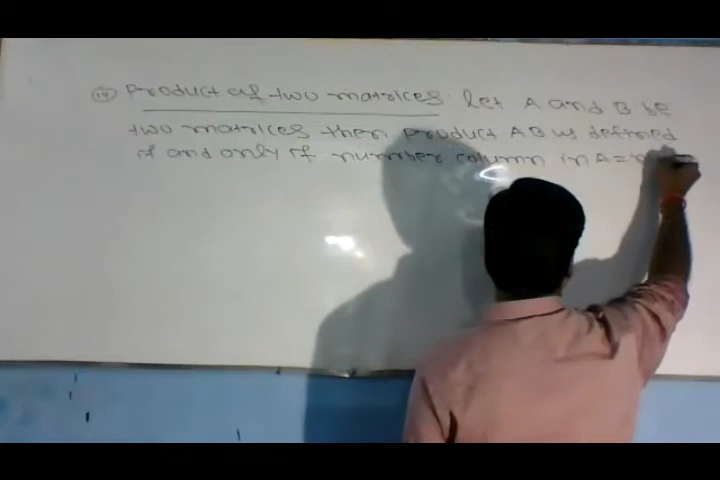 (14) Product of two matrices: Let A and B be
two matrices then product AB is defined
if and only if number column in A =